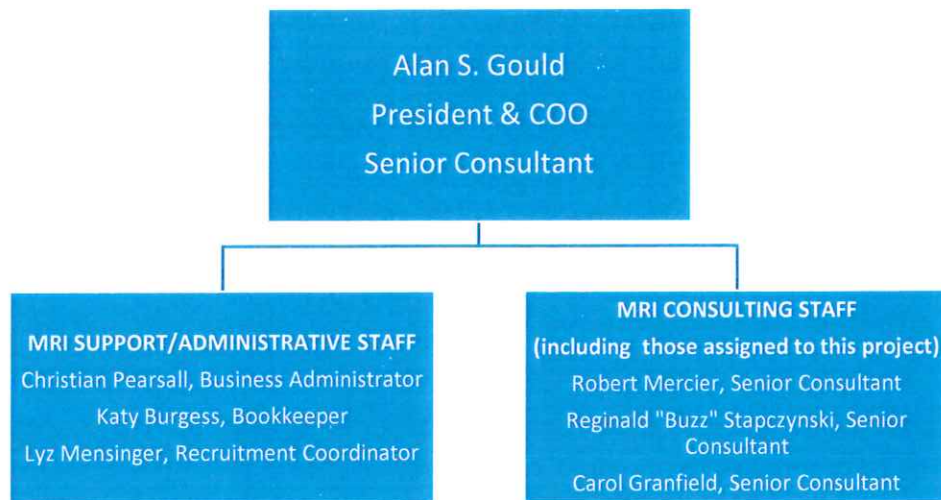 Alan S. Gould
President & COO
Senior Consultant
MRI SUPPORT/ADMINISTRATIVE STAFF
Christian Pearsall, Business Administrator
Katy Burgess, Bookkeeper
Lyz Mensinger, Recruitment Coordinator
MRI CONSULTING STAFF
(including those assigned to this project)
Robert Mercier, Senior Consultant
Reginald "Buzz" Stapczynski, Senior
Consultant
Carol Granfield, Senior Consultant